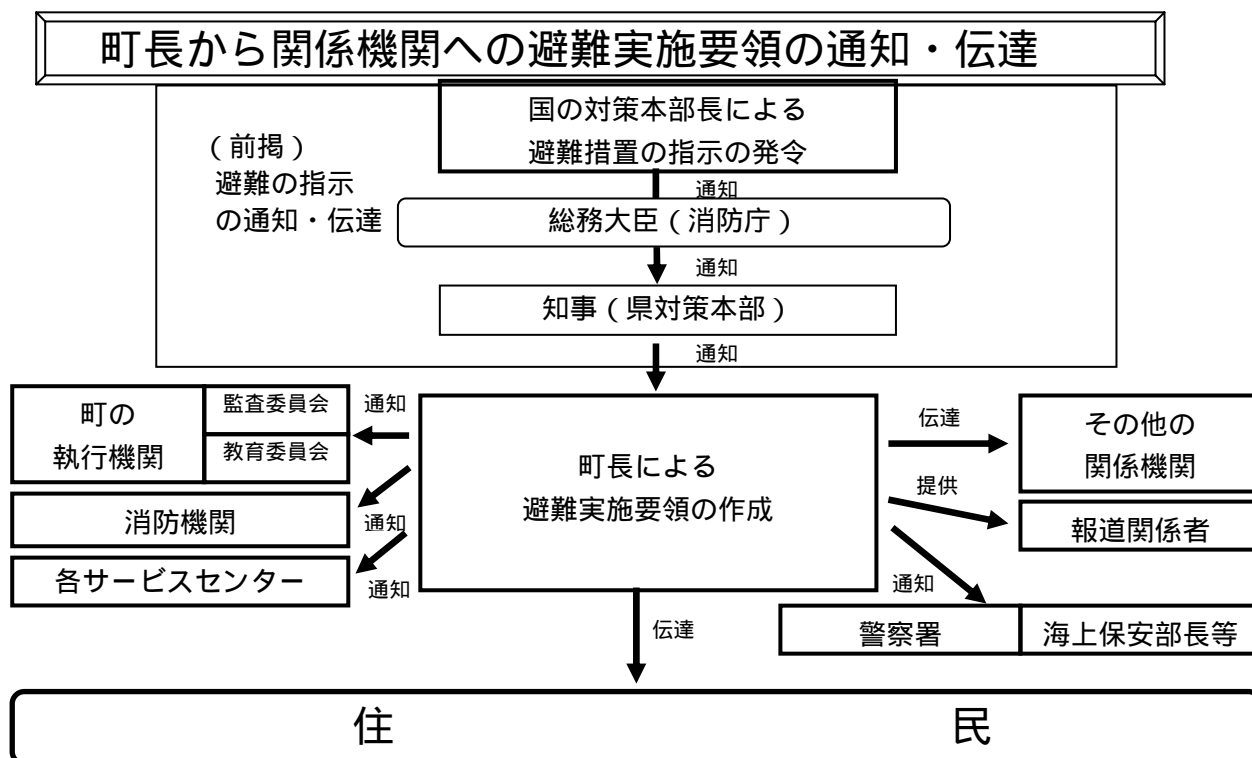 町長から関係機関への避難実施要領の通知・伝達
国の対策本部長による
避難措置の指示の発令
(前掲)
避難の指示
の通知・伝達
通知
総務大臣(消防庁)
通知
知事(県対策本部)
通知
町の
執行機関
監査委員会
教育委員会
通知
消防機関
通知
各サービスセンター
通知
町長による
避難実施要領の作成
伝達
その他の
関係機関
提供
報道関係者
通知
警察署
海上保安部長等
伝達
住 民